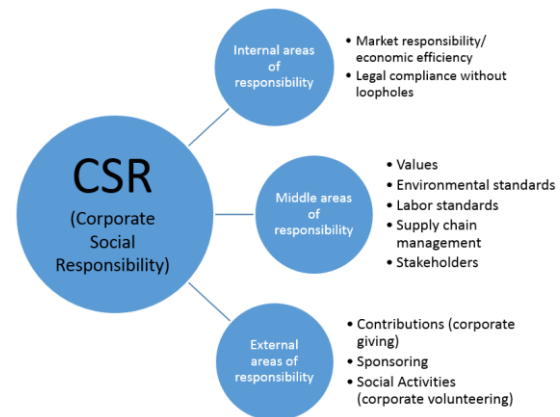 CSR
(Corporate
Social
Responsibility)
Internal areas
of
responsibility
• Market responsibility/
economic efficiency
• Legal compliance without
loopholes
Middle areas
of
responsibility
• Values
• Environmental standards
• Labor standards
• Supply chain
management
• Stakeholders
External
areas of
responsibility
• Contributions (corporate
giving)
• Sponsoring
• Social Activities
(corporate volunteering)